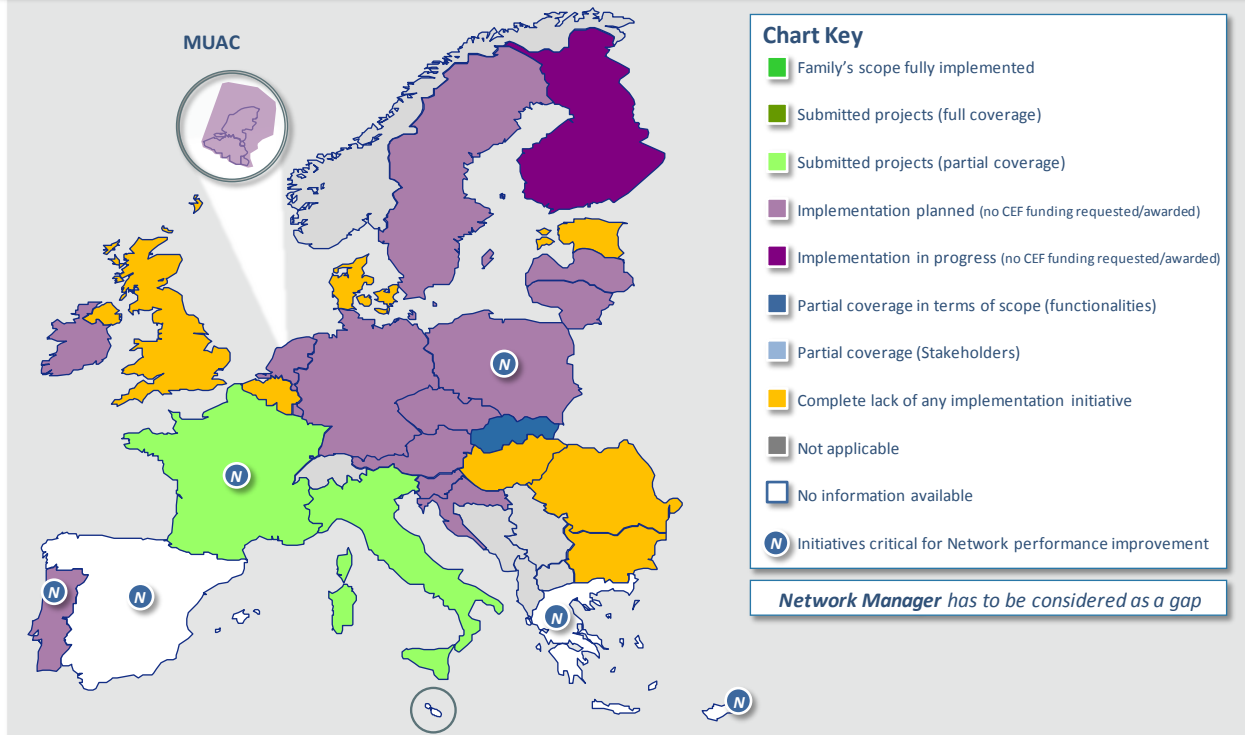 MUAC
Chart Key
Family's scope fully implemented
Submitted projects (full coverage)
Submitted projects (partial coverage)
Implementation planned (no CEF funding requested/awarded)
Implementation in progress (no CEF funding requested/awarded)
Partial coverage in terms of scope (functionalities)
Partial coverage (Stakeholders)
Complete lack of any implementation initiative
Not applicable
No information available
N Initiatives critical for Network performance improvement
Network Manager has to be considered as a gap
N
N
N
N
N
N